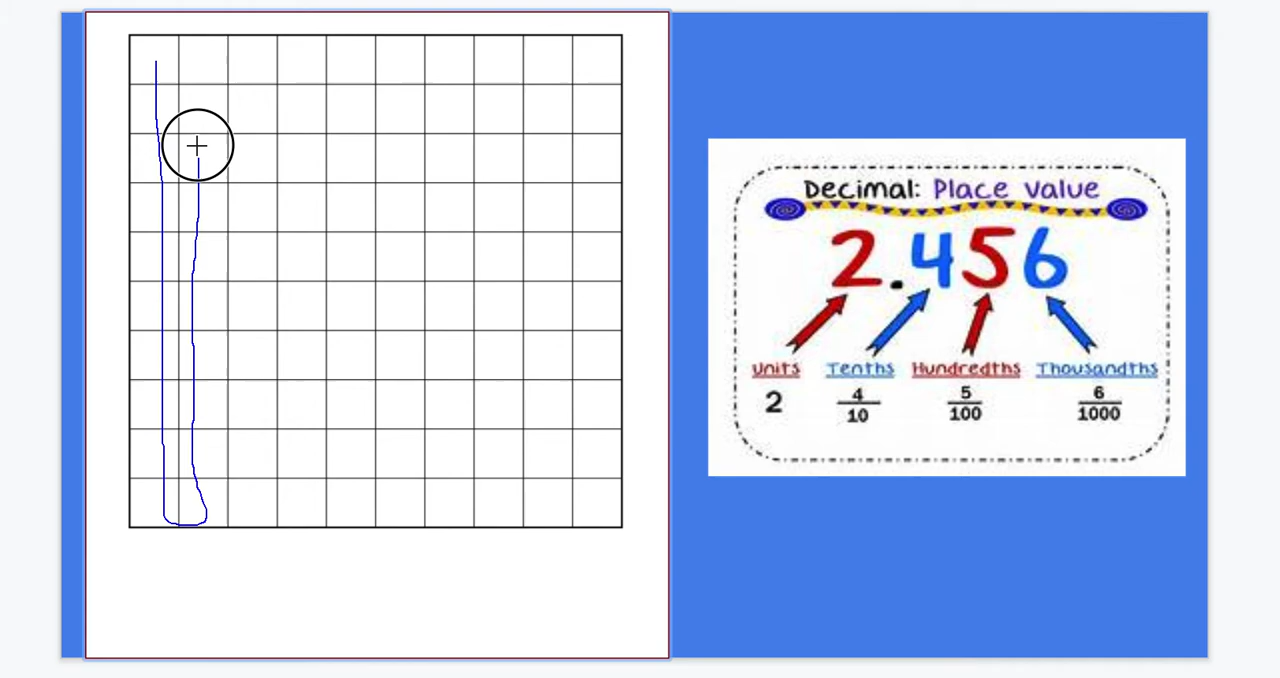 Decimal: Place Value
2.456
Units Tenths Hundredths Thousandths
2 4/10 5/100 6/1000